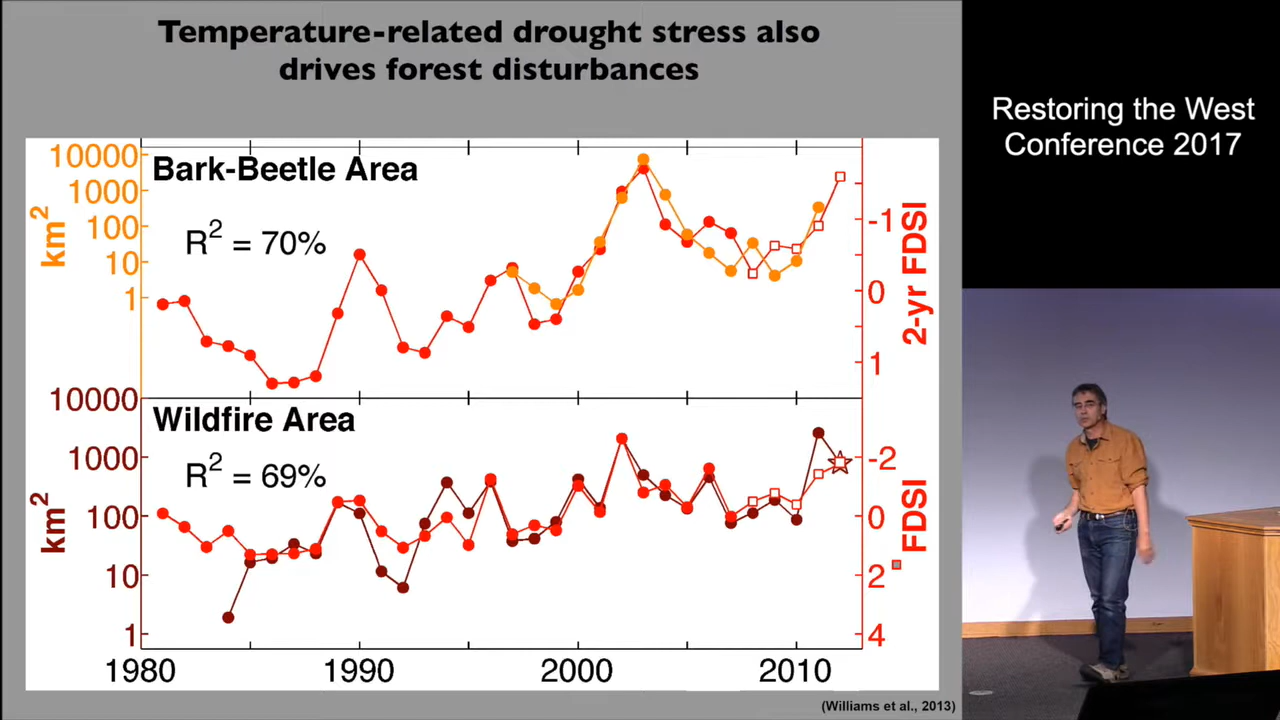 Temperature-related drought stress also
drives forest disturbances
Restoring the West
Conference 2017
Bark-Beetle Area
R2 = 70%
km2
10000
1000
100
10
1
-1
0
1
2-yr FDSI
Wildfire Area
R2 = 69%
km2
10000
1000
100
10
1
-2
0
2
4
FDSI
1980
1990
2000
2010
(Williams et al., 2013)